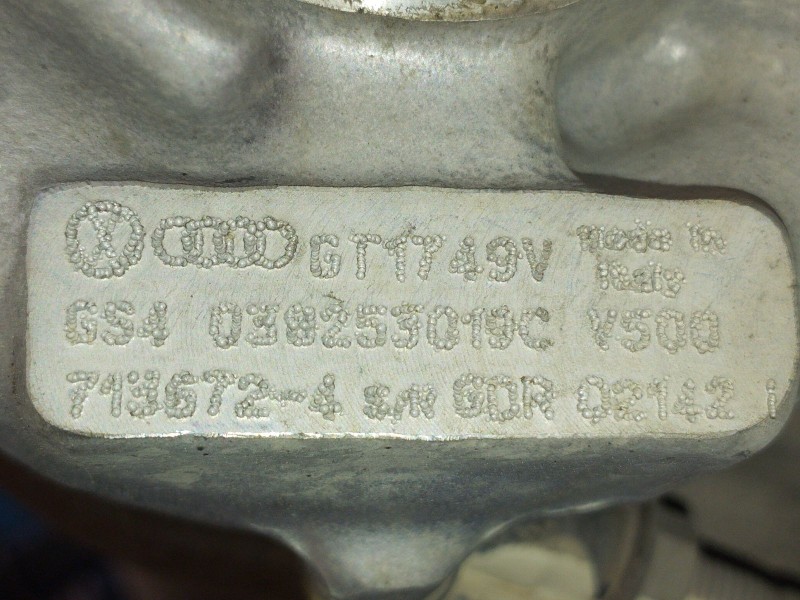 GT1749V Made in Italy
GS4 038253019C V500
713672-4 S/N GDR 02142 i